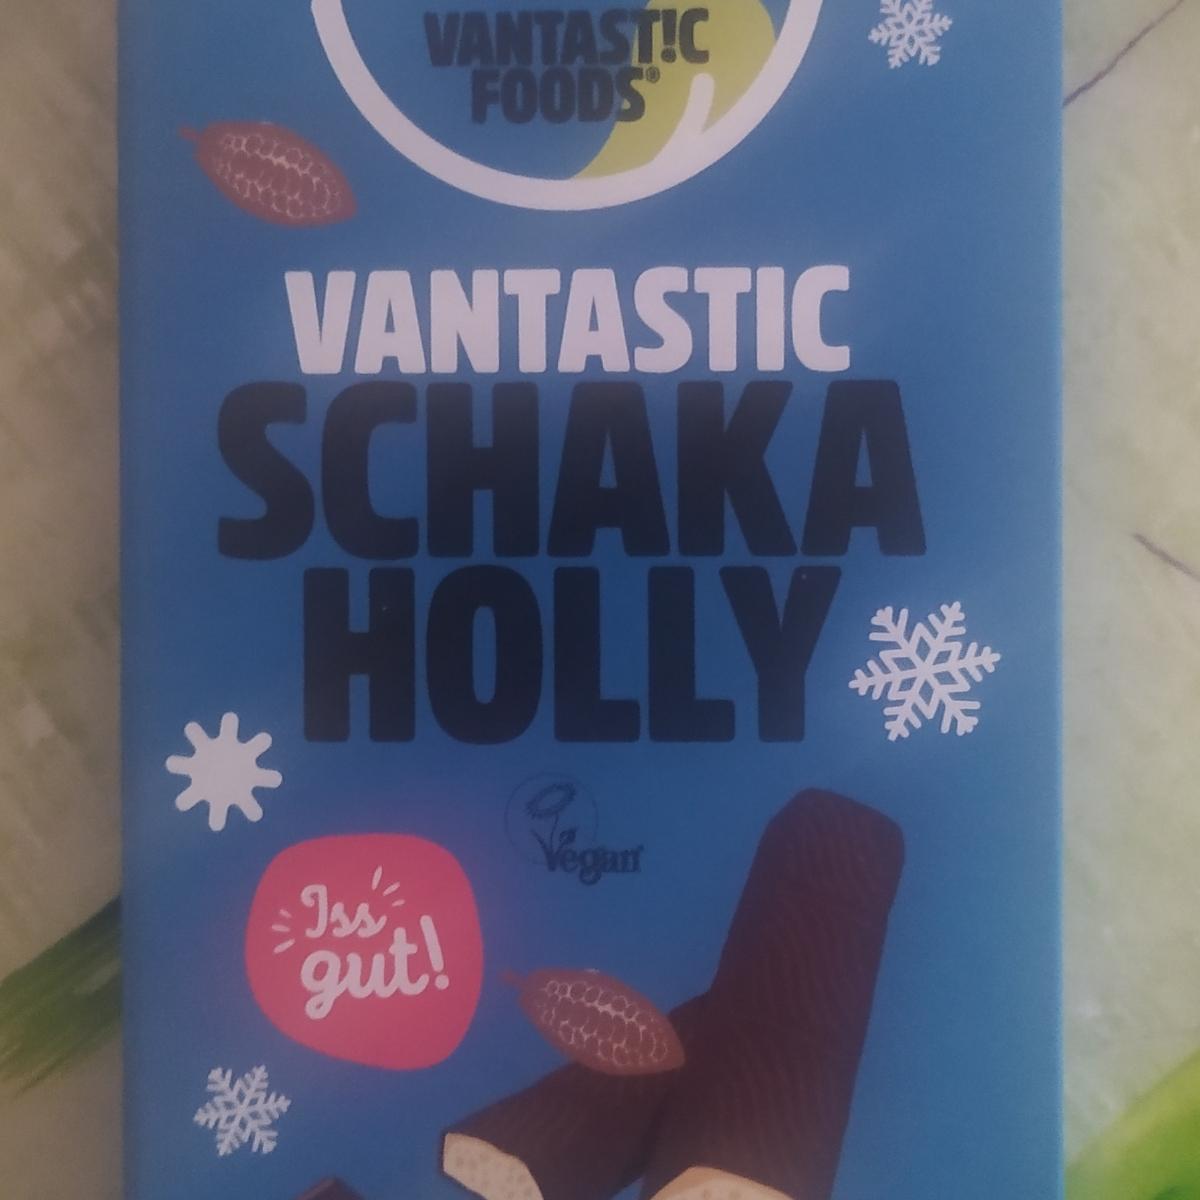 VANTAST!C
FOODS®
VANTASTIC
SCHAKA
HOLLY
Vegan
Iss
gut!